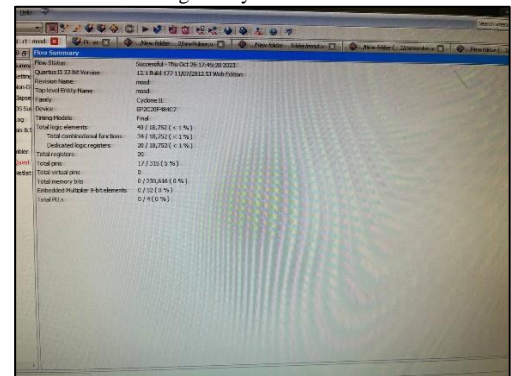 Help
Search
Flow Summary
Flow Status Successful - Thu Oct 26 17:46:28 2023
Quartus II 32-bit Version 12.1 Build 177 11/07/2012 SJ Web Edition
Revision Name
Top-level Entity Name
Family Cyclone II
Device EP2C20F484C7
Timing Models Final
Total logic elements 40 / 18,752 ( < 1 % )
Total combinational functions 34 / 18,752 ( < 1 % )
Dedicated logic registers 20 / 18,752 ( < 1 % )
Total registers 20
Total pins 17 / 315 ( 5 % )
Total virtual pins 0
Total memory bits 0 / 239,616 ( 0 % )
Embedded Multiplier 9-bit elements 0 / 52 ( 0 % )
Total PLLs 0 / 4 ( 0 % )